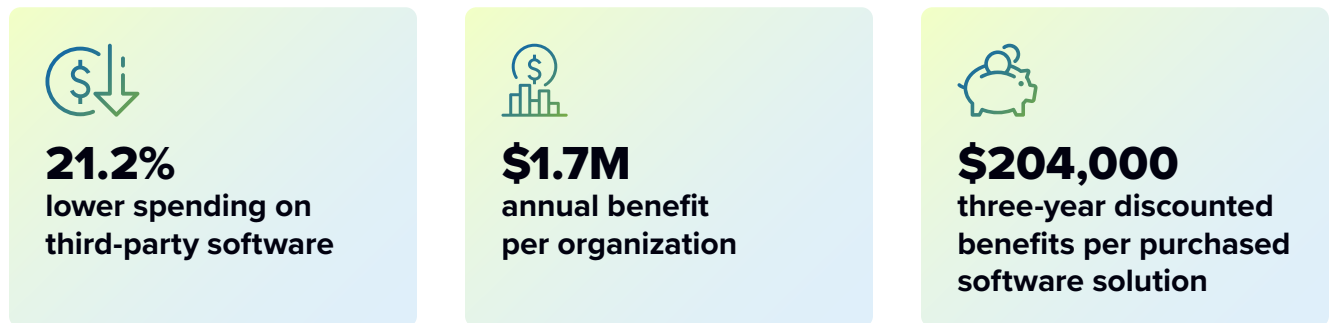 21.2%
lower spending on
third-party software
$1.7M
annual benefit
per organization
$204,000
three-year discounted
benefits per purchased
software solution